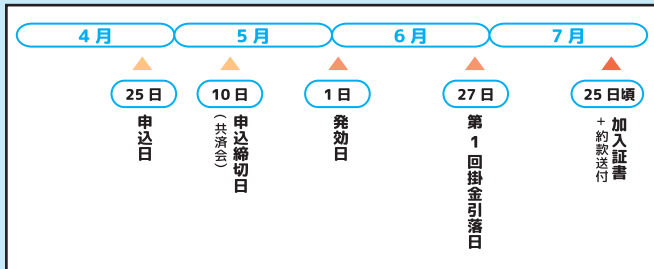 4月
5月
6月
7月
25日
申込日
10日
申込締切日
（共済会）
1日
発効日
27日
第1回掛金引落日
25日頃
加入証書
+約款送付